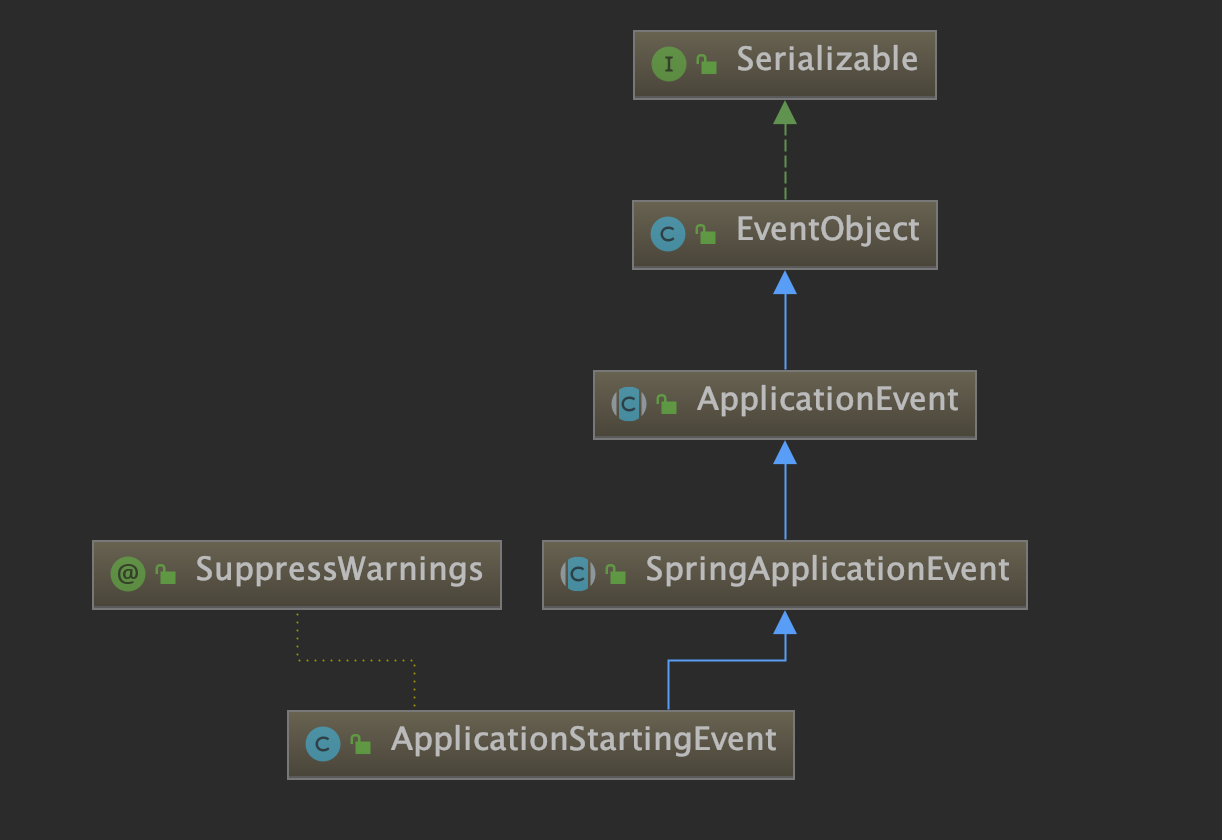 I Serializable
C EventObject
C ApplicationEvent
@ SuppressWarnings
C SpringApplicationEvent
C ApplicationStartingEvent